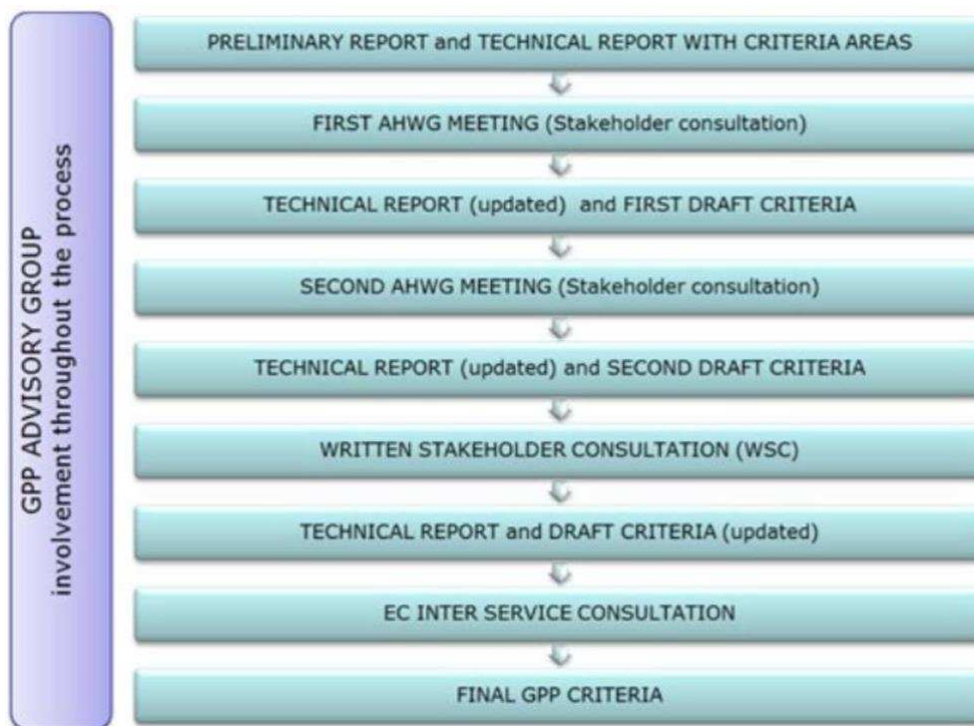 GPP ADVISORY GROUP
involvement throughout the process
PRELIMINARY REPORT and TECHNICAL REPORT WITH CRITERIA AREAS
FIRST AHWG MEETING (Stakeholder consultation)
TECHNICAL REPORT (updated) and FIRST DRAFT CRITERIA
SECOND AHWG MEETING (Stakeholder consultation)
TECHNICAL REPORT (updated) and SECOND DRAFT CRITERIA
WRITTEN STAKEHOLDER CONSULTATION (WSC)
TECHNICAL REPORT and DRAFT CRITERIA (updated)
EC INTER SERVICE CONSULTATION
FINAL GPP CRITERIA